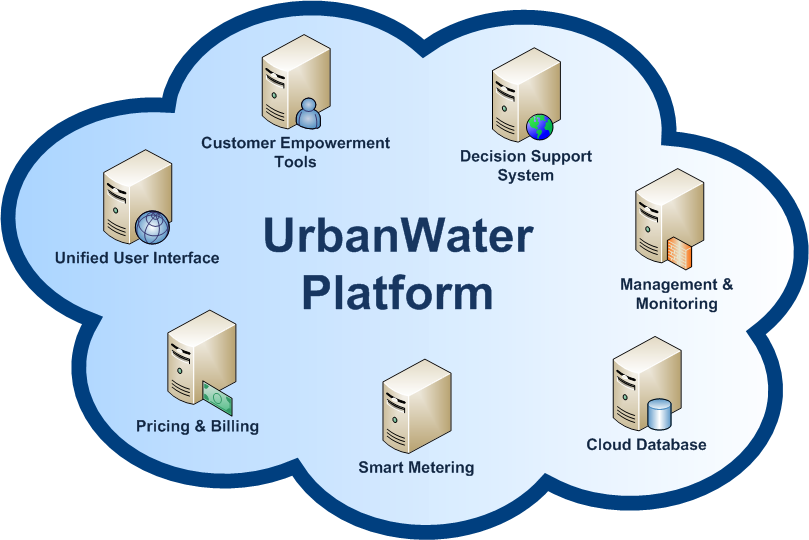 Customer Empowerment
Tools
Decision Support
System
Unified User Interface
UrbanWater
Platform
Management &
Monitoring
Pricing & Billing
Smart Metering
Cloud Database